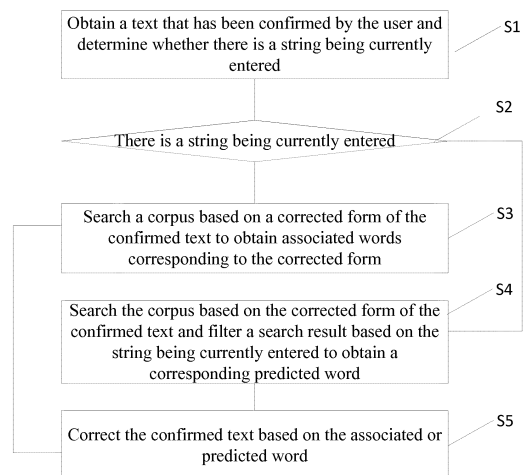 Obtain a text that has been confirmed by the user and
determine whether there is a string being currently
entered
S1
S2
There is a string being currently entered
Search a corpus based on a corrected form of the
confirmed text to obtain associated words
corresponding to the corrected form
S3
S4
Search the corpus based on the corrected form of the
confirmed text and filter a search result based on the
string being currently entered to obtain a
corresponding predicted word
Correct the confirmed text based on the associated or
predicted word
S5